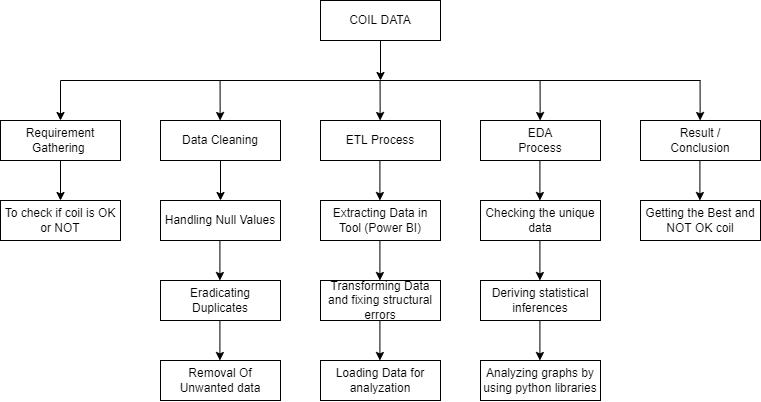 COIL DATA
Requirement
Gathering
Data Cleaning
ETL Process
EDA
Process
Result /
Conclusion
To check if coil is OK
or NOT
Handling Null Values
Extracting Data in
Tool (Power BI)
Checking the unique
data
Getting the Best and
NOT OK coil
Eradicating
Duplicates
Transforming Data
and fixing structural
errors
Deriving statistical
inferences
Removal Of
Unwanted data
Loading Data for
analyzation
Analyzing graphs by
using python libraries